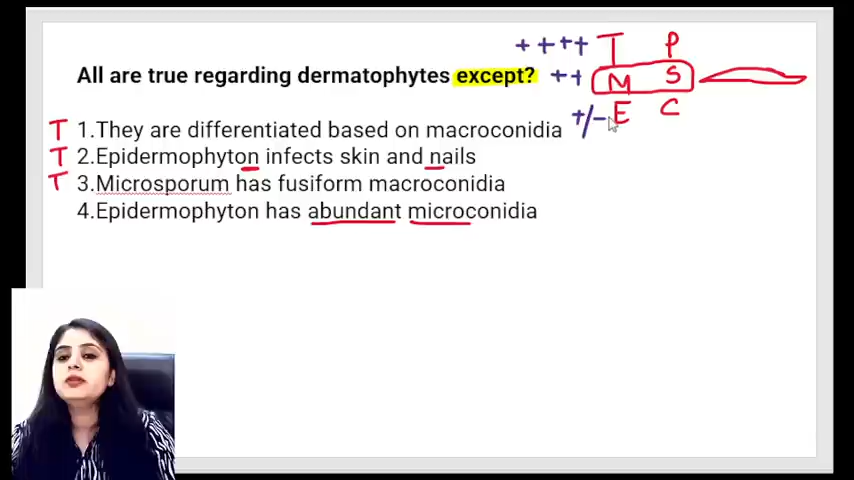 ++++ T P
All are true regarding dermatophytes except? ++ M S
T 1.They are differentiated based on macroconidia +/- E C
T 2.Epidermophyton infects skin and nails
T 3.Microsporum has fusiform macroconidia
4.Epidermophyton has abundant microconidia